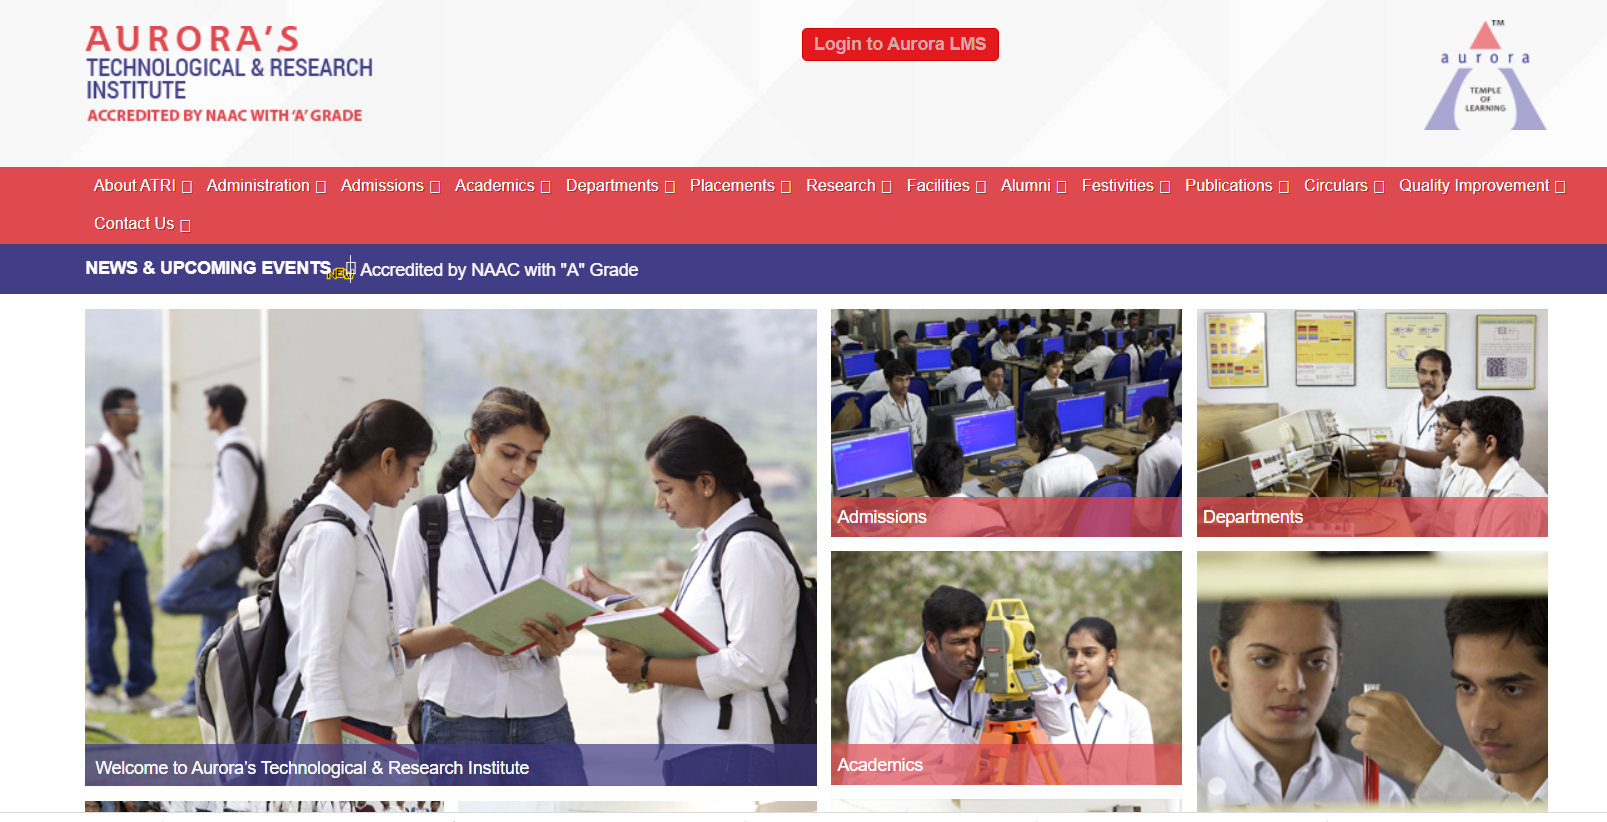 AURORA'S
TECHNOLOGICAL & RESEARCH
INSTITUTE
ACCREDITED BY NAAC WITH 'A' GRADE
Login to Aurora LMS
TM
aurora
TEMPLE
OF
LEARNING
About ATRI Administration Admissions Academics Departments Placements Research Facilities Alumni Festivities Publications Circulars Quality Improvement
Contact Us
NEWS & UPCOMING EVENTS NEW Accredited by NAAC with "A" Grade
Admissions
Departments
Welcome to Aurora's Technological & Research Institute
Academics